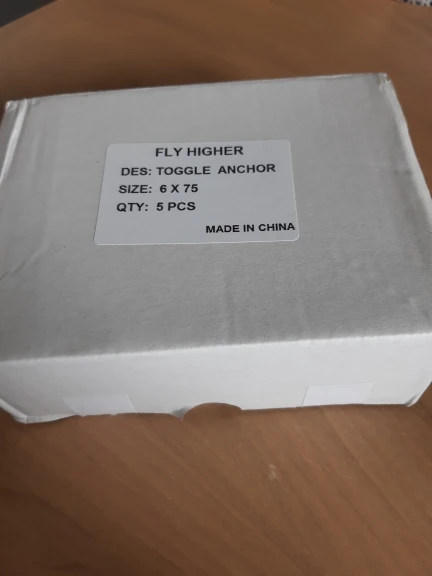 FLY HIGHER
DES: TOGGLE ANCHOR
SIZE: 6 X 75
QTY: 5 PCS
MADE IN CHINA